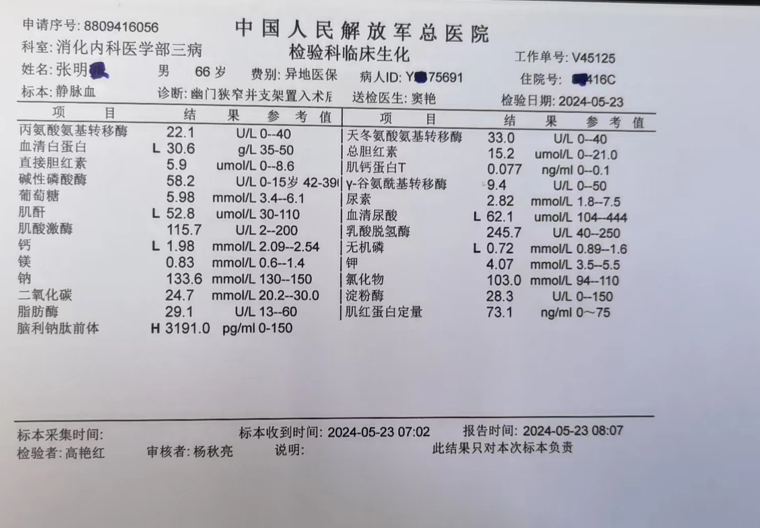 中国人民解放军总医院
检验科临床生化
申请序号: 8809416056
科室: 消化内科医学部三病 工作单号: V45125
姓名: 张明 男 66 岁 费别: 异地医保 病人ID: Y 75691 住院号: 416C
标本: 静脉血 诊断: 幽门狭窄并支架置入术后 送检医生: 窦艳 检验日期: 2024-05-23
项 目 结 果 参 考 值 项 目 结 果 参 考 值
丙氨酸氨基转移酶 22.1 U/L 0--40 天冬氨酸氨基转移酶 33.0 U/L 0--40
血清白蛋白 L 30.6 g/L 35-50 总胆红素 15.2 umol/L 0--21.0
直接胆红素 5.9 umol/L 0--8.6 肌钙蛋白T 0.077 ng/ml 0--0.1
碱性磷酸酶 58.2 U/L 0-15岁 42-39 γ-谷氨酰基转移酶 9.4 U/L 0--50
葡萄糖 5.98 mmol/L 3.4--6.1 尿素 2.82 mmol/L 1.8--7.5
肌酐 L 52.8 umol/L 30-110 血清尿酸 L 62.1 umol/L 104--444
肌酸激酶 115.7 U/L 2--200 乳酸脱氢酶 245.7 U/L 40--250
钙 L 1.98 mmol/L 2.09--2.54 无机磷 L 0.72 mmol/L 0.89--1.6
镁 0.83 mmol/L 0.6--1.4 钾 4.07 mmol/L 3.5--5.5
钠 133.6 mmol/L 130--150 氯化物 103.0 mmol/L 94--110
二氧化碳 24.7 mmol/L 20.2--30.0 淀粉酶 28.3 U/L 0--150
脂肪酶 29.1 U/L 13--60 肌红蛋白定量 73.1 ng/ml 0～75
脑利钠肽前体 H 3191.0 pg/ml 0-150
标本采集时间: 标本收到时间: 2024-05-23 07:02 报告时间: 2024-05-23 08:07
检验者: 高艳红 审核者: 杨秋亮 说明: 此结果只对本次标本负责